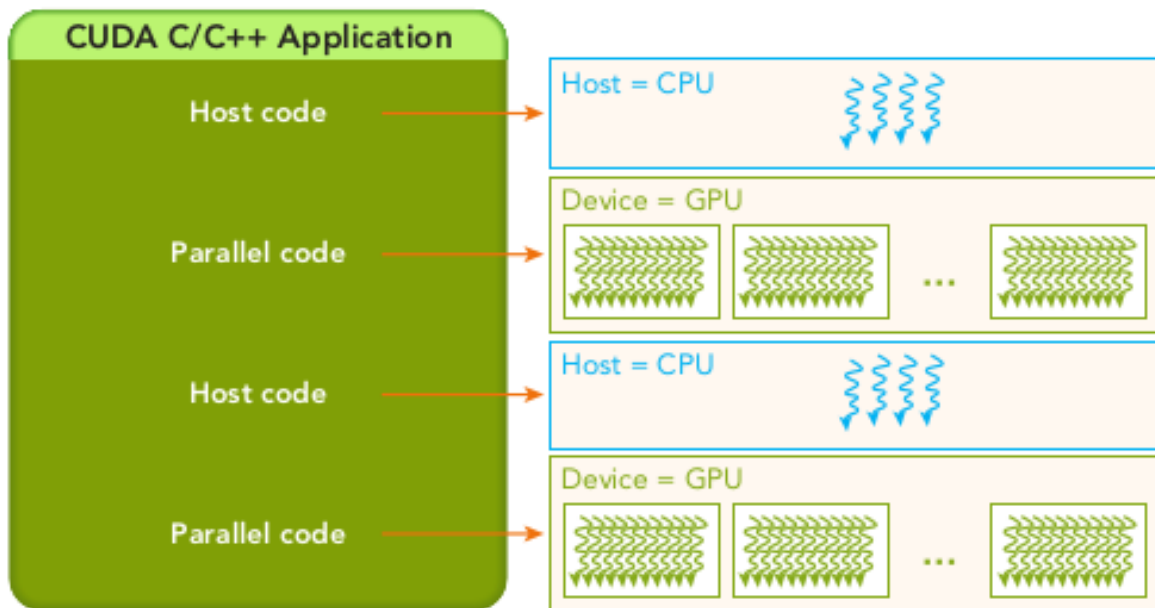 CUDA C/C++ Application
Host code
Host = CPU
Parallel code
Device = GPU
...
Host code
Host = CPU
Parallel code
Device = GPU
...